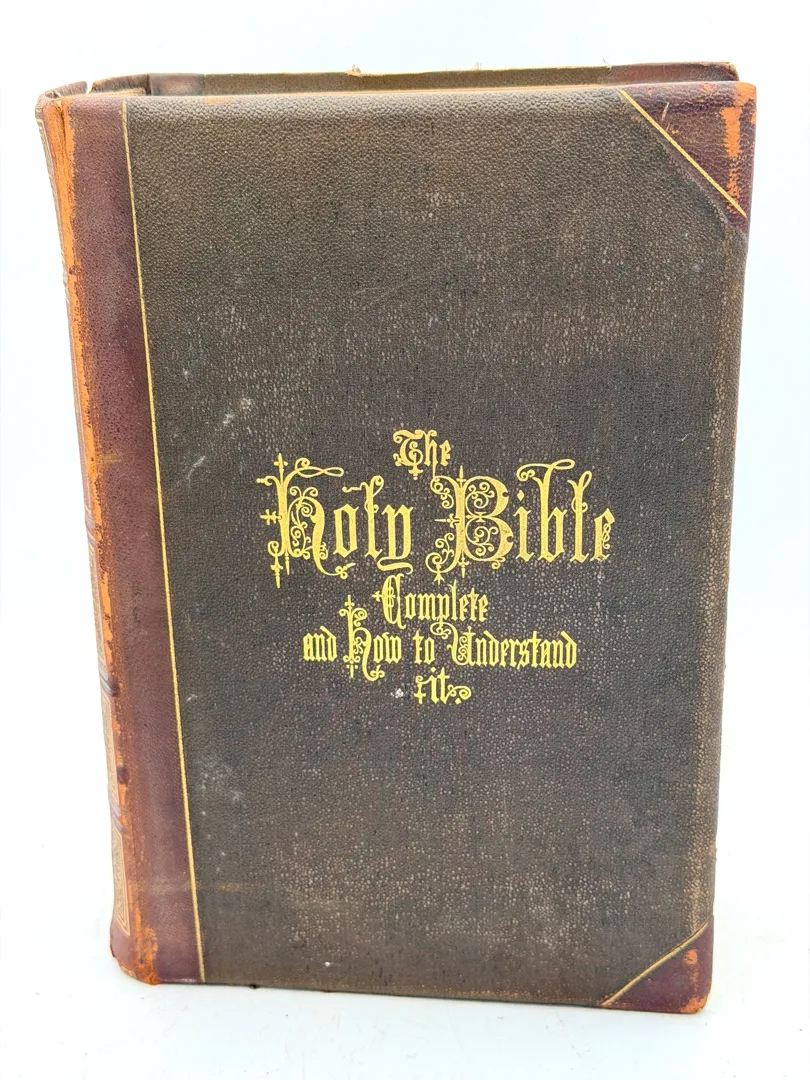 The
Holy Bible
Complete
and How to Understand
it.